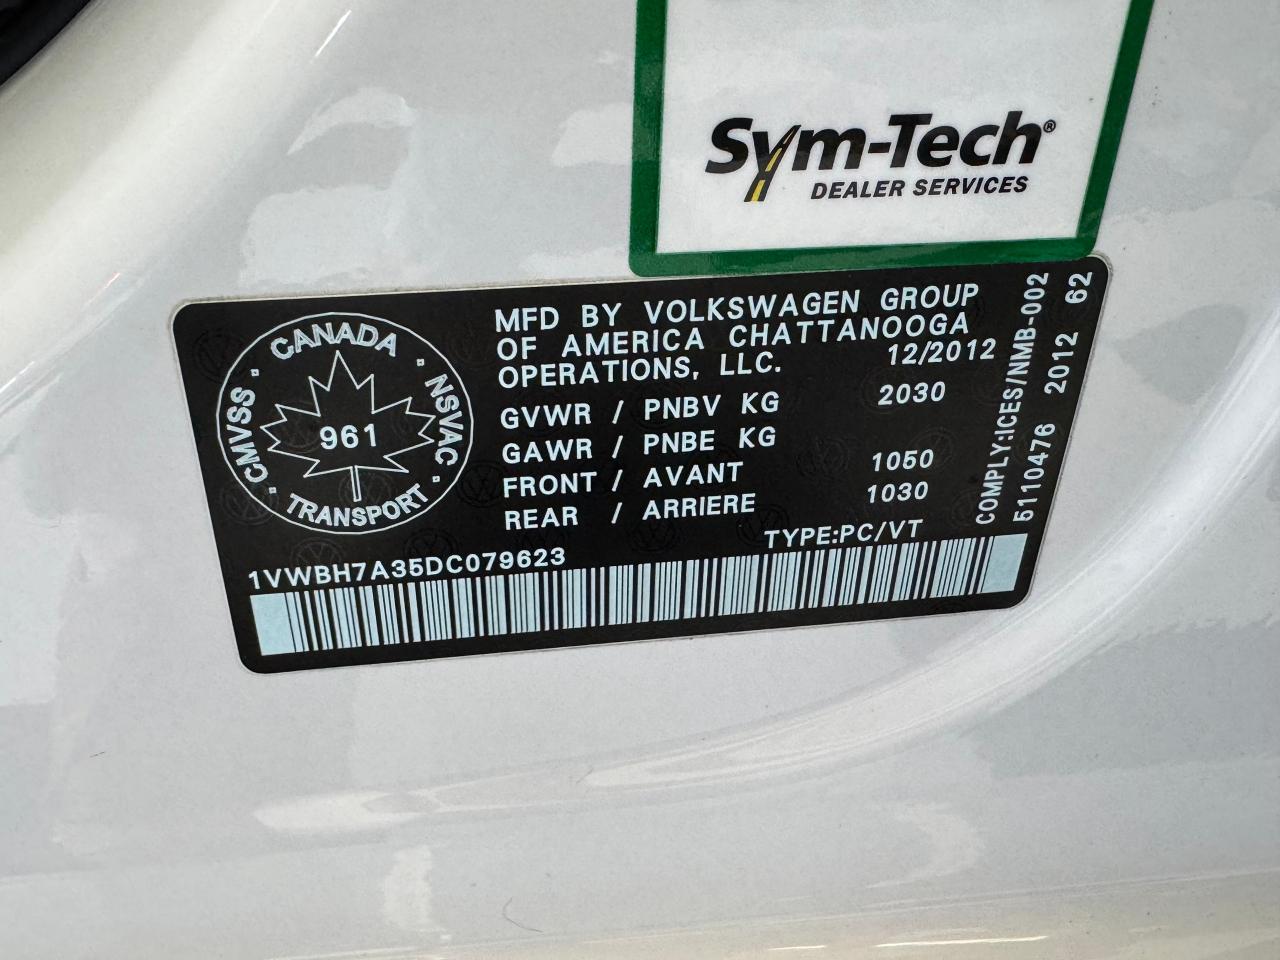 Sym-Tech®
DEALER SERVICES
CANADA
CMVSS
NSVAC
961
TRANSPORT
MFD BY VOLKSWAGEN GROUP
OF AMERICA CHATTANOOGA
OPERATIONS, LLC. 12/2012
GVWR / PNBV KG 2030
GAWR / PNBE KG
FRONT / AVANT 1050
REAR / ARRIERE 1030
TYPE:PC/VT
1VWBH7A35DC079623
COMPLY:ICES/NMB-002
5110476 2012 62